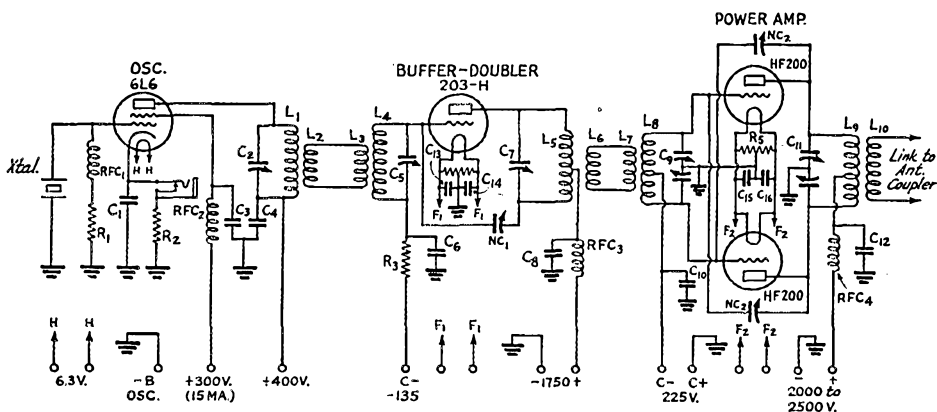 POWER AMP.
OSC.
6L6
BUFFER-DOUBLER
203-H
NC2
HF200
Xtal.
RFC1
R1
C1
H H
R2
RFC2
C2
C3
C4
L1
L2
L3
L4
C5
R3
C6
C13
C14
F1
F1
NC1
C7
C8
L5
RFC3
L6
L7
L8
C9
C10
R5
C15
C16
F2
F2
C11
HF200
NC2
L9
L10
Link to
Ant.
Coupler
C12
RFC4
H
H
F1
F1
F2
F2
6.3V.
-B
OSC.
+300V.
(15MA.)
+400V.
C-
-135
-1750+
C-
C+
225V.
- +
2000 to
2500 V.